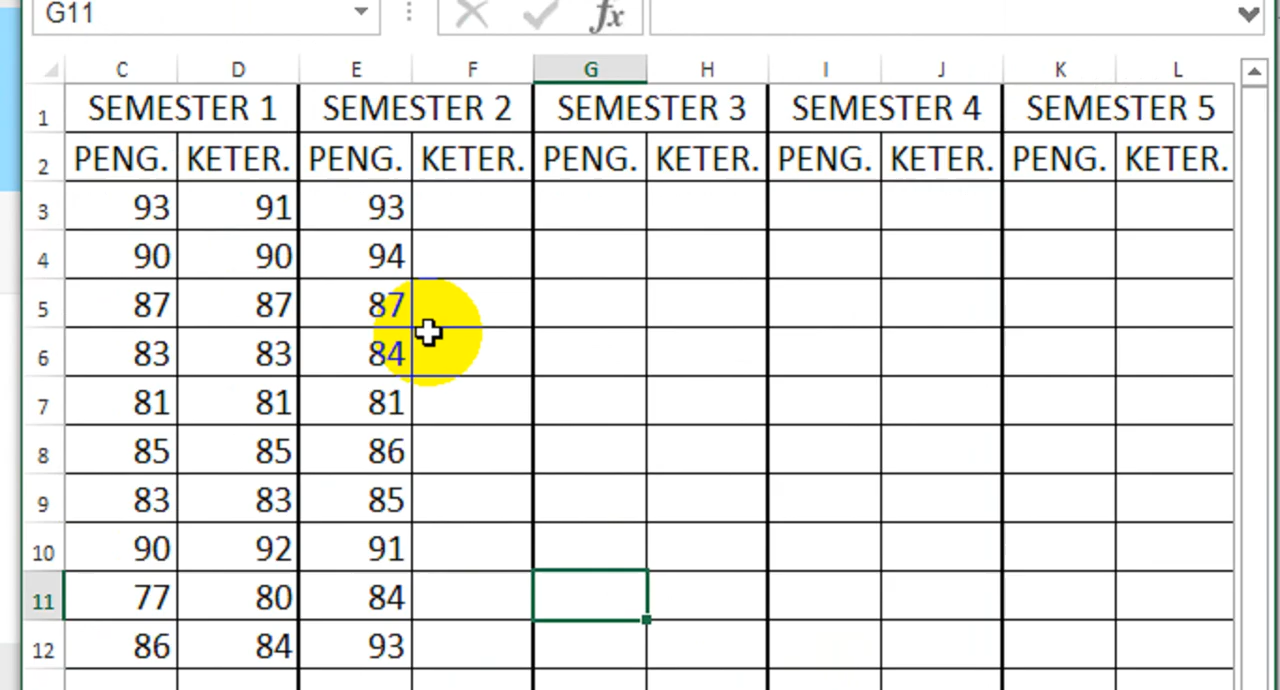 G11 fx
C D E F G H I J K L
1 SEMESTER 1 SEMESTER 2 SEMESTER 3 SEMESTER 4 SEMESTER 5
2 PENG. KETER. PENG. KETER. PENG. KETER. PENG. KETER. PENG. KETER.
3 93 91 93
4 90 90 94
5 87 87 87
6 83 83 84
7 81 81 81
8 85 85 86
9 83 83 85
10 90 92 91
11 77 80 84
12 86 84 93